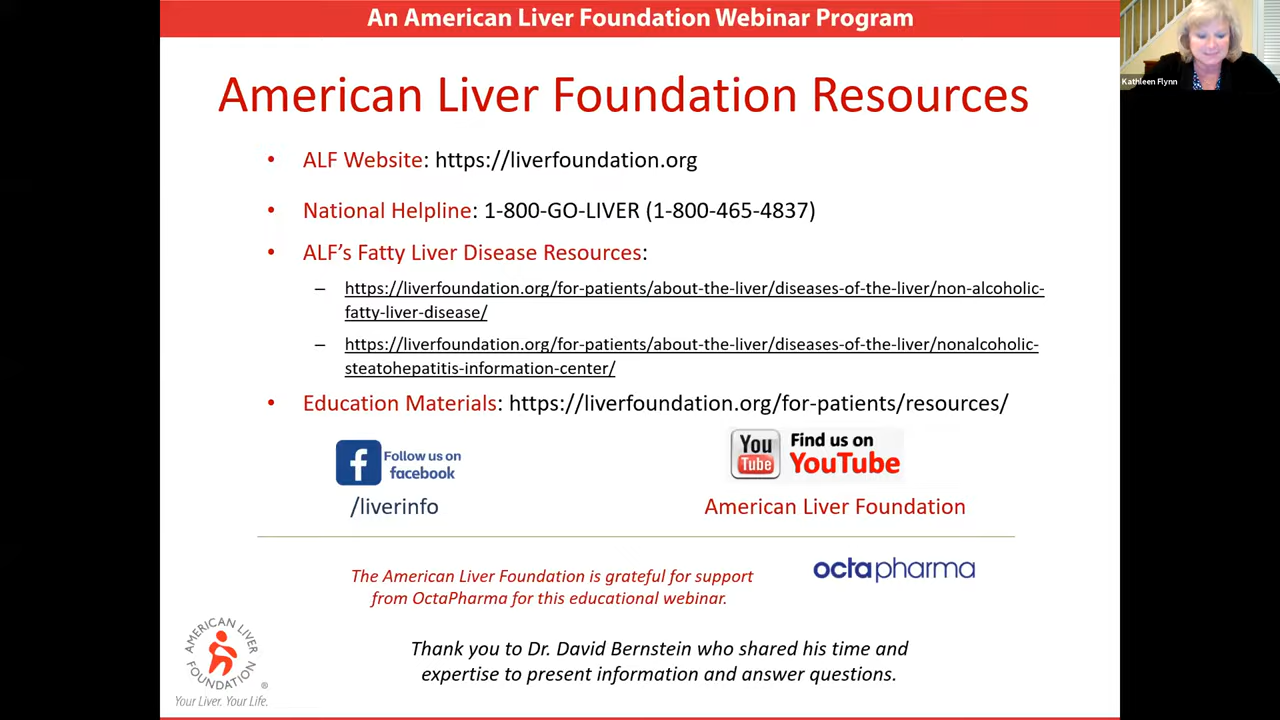 An American Liver Foundation Webinar Program
Kathleen Flynn
American Liver Foundation Resources
• ALF Website: https://liverfoundation.org
• National Helpline: 1-800-GO-LIVER (1-800-465-4837)
• ALF’s Fatty Liver Disease Resources:
– https://liverfoundation.org/for-patients/about-the-liver/diseases-of-the-liver/non-alcoholic-
fatty-liver-disease/
– https://liverfoundation.org/for-patients/about-the-liver/diseases-of-the-liver/nonalcoholic-
steatohepatitis-information-center/
• Education Materials: https://liverfoundation.org/for-patients/resources/
f
Follow us on
facebook
/liverinfo
You
Tube
Find us on
YouTube
American Liver Foundation
The American Liver Foundation is grateful for support
from OctaPharma for this educational webinar.
octapharma
AMERICAN LIVER
FOUNDATION
®
Your Liver. Your Life.
Thank you to Dr. David Bernstein who shared his time and
expertise to present information and answer questions.